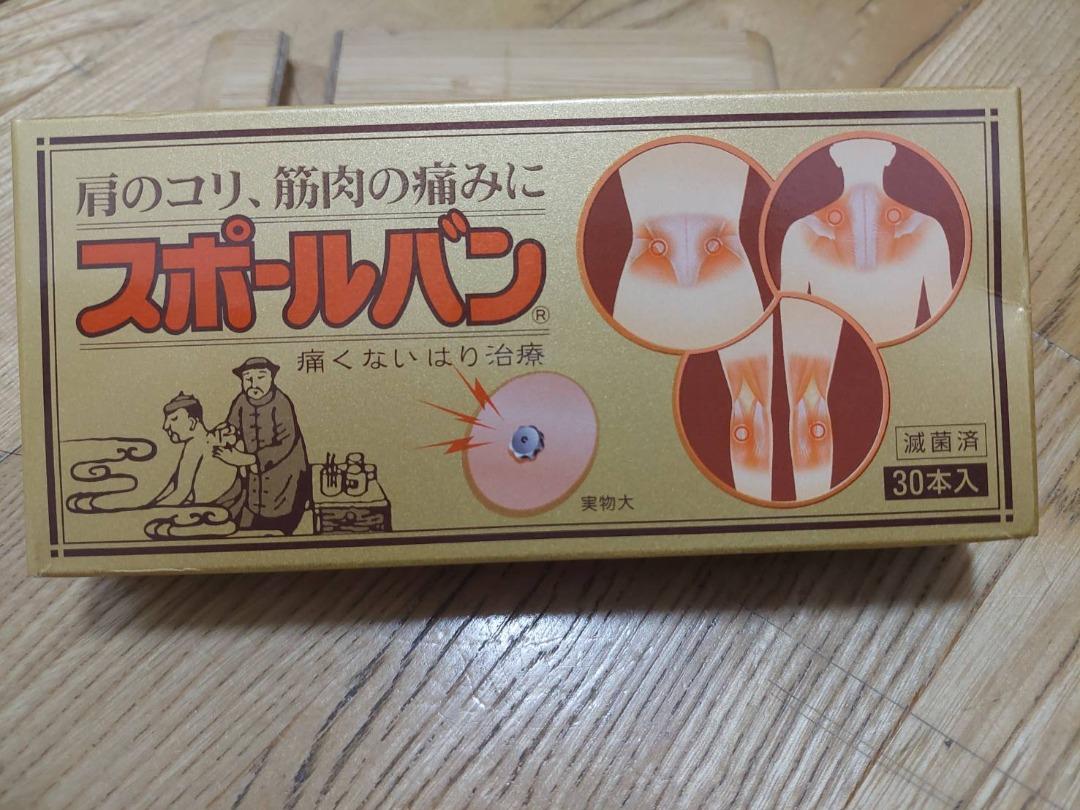 肩のコリ、筋肉の痛みに
スポールバン®
痛くないはり治療
実物大
滅菌済
30本入